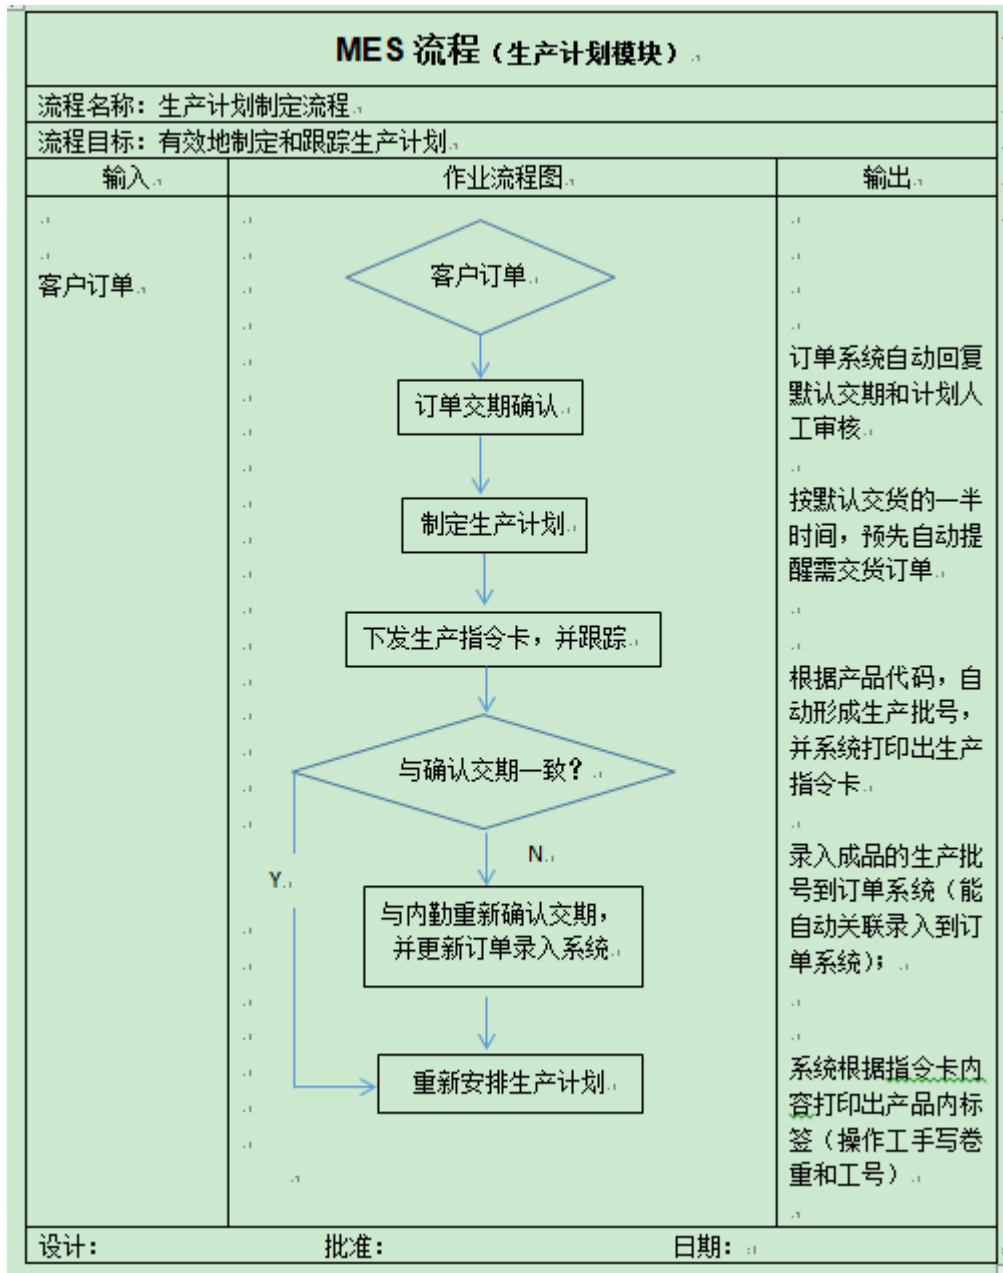 MES 流程（生产计划模块）
流程名称：生产计划制定流程
流程目标：有效地制定和跟踪生产计划
输入
作业流程图
输出
客户订单
客户订单
订单交期确认
制定生产计划
下发生产指令卡，并跟踪
与确认交期一致？
N
Y
与内勤重新确认交期，
并更新订单录入系统
重新安排生产计划
订单系统自动回复
默认交期和计划人
工审核
按默认交货的一半
时间，预先自动提
醒需交货订单
根据产品代码，自
动形成生产批号，
并系统打印出生产
指令卡
录入成品的生产批
号到订单系统（能
自动关联录入到订
单系统）；
系统根据指令卡内
容打印出产品内标
签（操作工手写卷
重和工号）
设计： 批准： 日期：